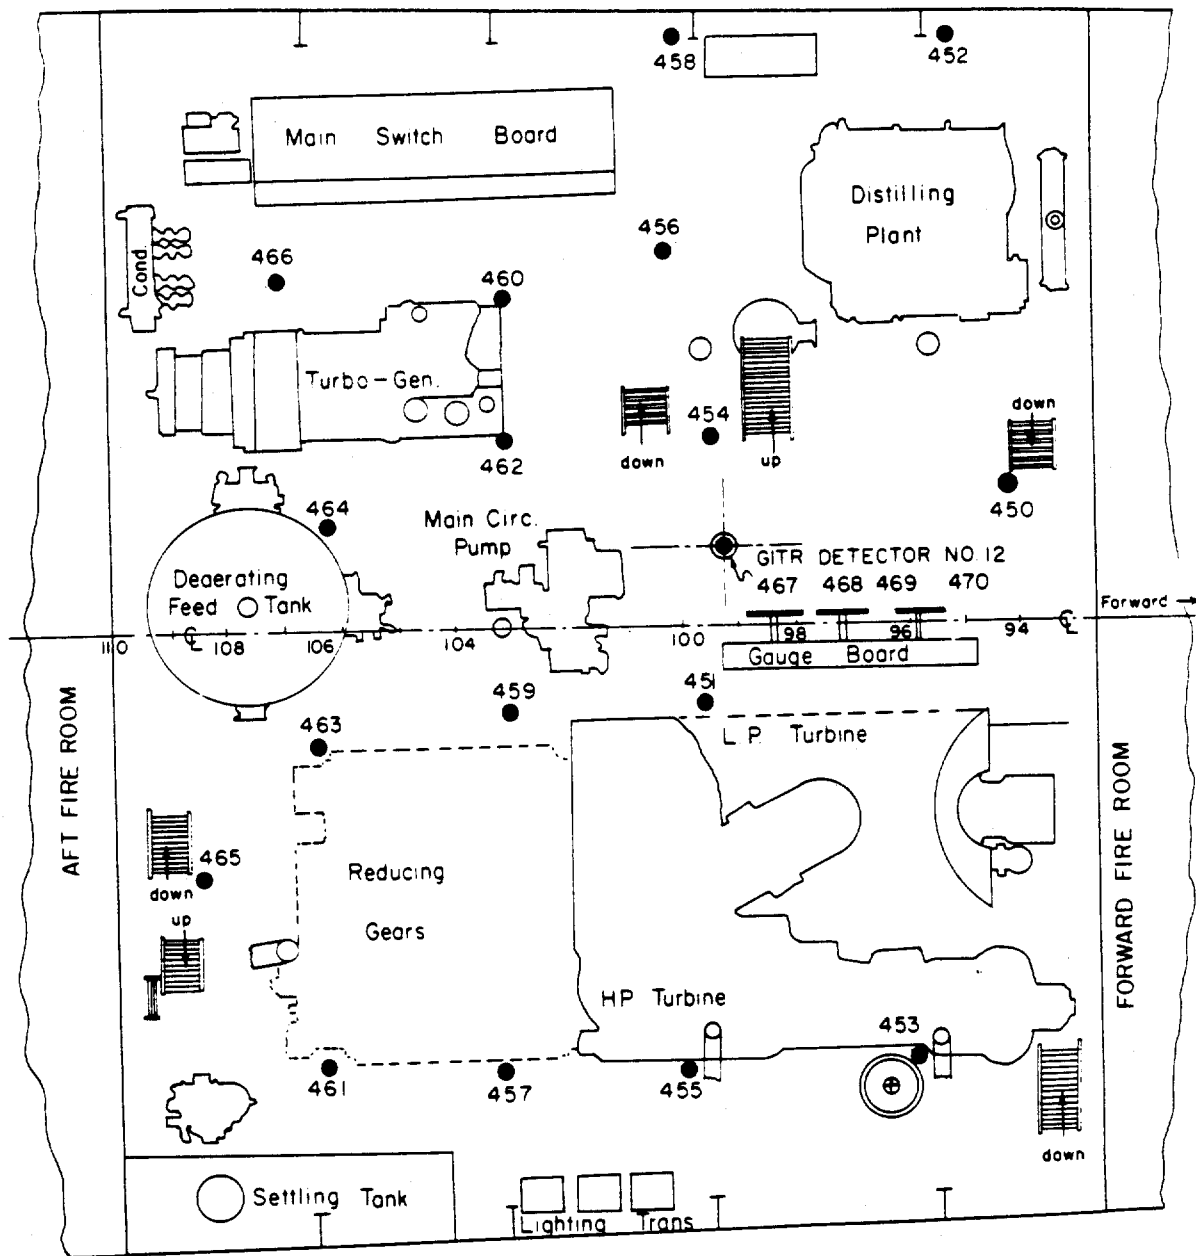 458
452
Main Switch Board
Distilling
Plant
Cond.
466
460
456
Turbo-Gen.
454
462
down
up
down
450
464
Main Circ.
Pump
GITR DETECTOR NO. 12
467 468 469 470
Deaerating
Feed Tank
Forward
110 ℄ 108 106 104 100 98 96 94 ℄
Gauge Board
459
451
463
L P Turbine
AFT FIRE ROOM
FORWARD FIRE ROOM
465
down
up
Reducing
Gears
HP Turbine
453
461
457
455
down
Settling Tank
Lighting Trans